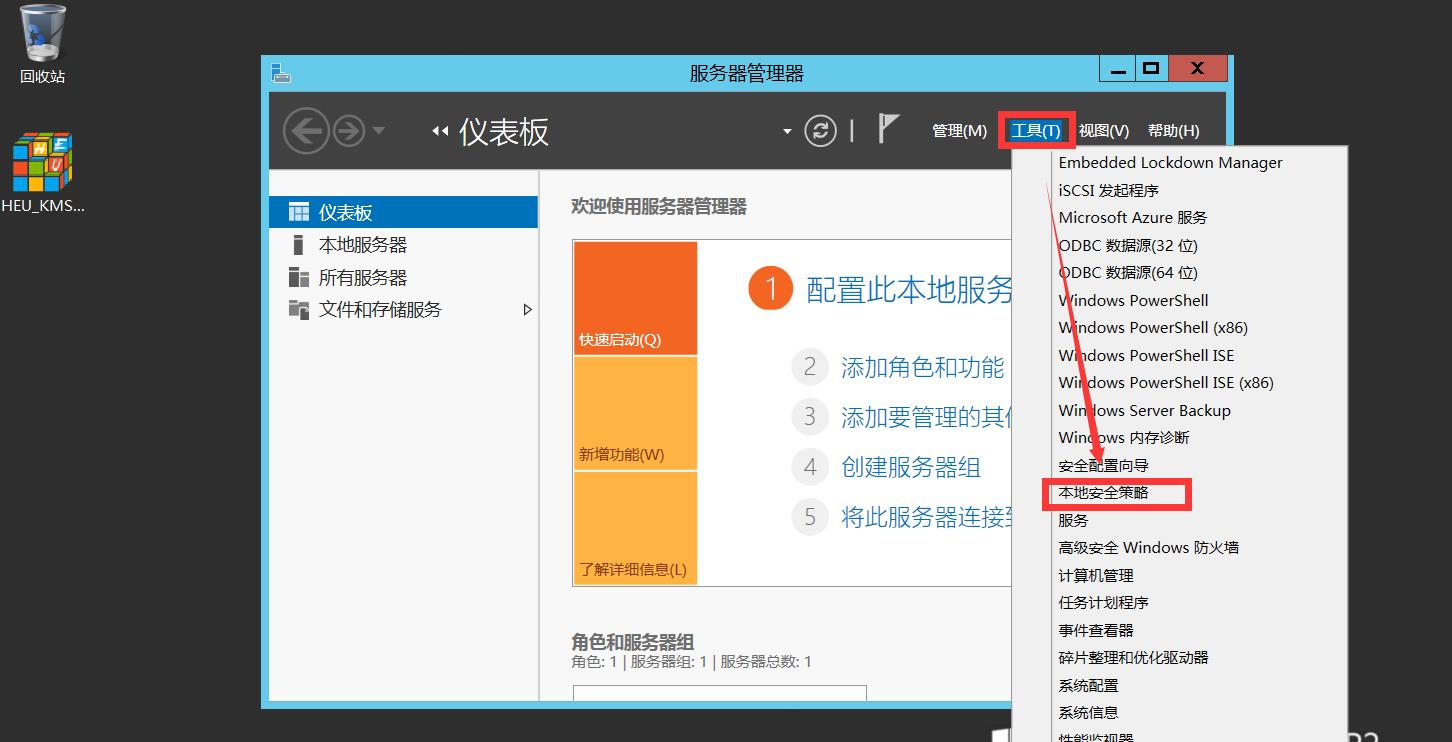 回收站
HEU_KMS...
服务器管理器
仪表板
管理(M)
工具(T)
视图(V)
帮助(H)
仪表板
本地服务器
所有服务器
文件和存储服务
欢迎使用服务器管理器
快速启动(Q)
新增功能(W)
了解详细信息(L)
1 配置此本地服务
2 添加角色和功能
3 添加要管理的其
4 创建服务器组
5 将此服务器连接
角色和服务器组
角色: 1 | 服务器组: 1 | 服务器总数: 1
Embedded Lockdown Manager
iSCSI 发起程序
Microsoft Azure 服务
ODBC 数据源(32 位)
ODBC 数据源(64 位)
Windows PowerShell
Windows PowerShell (x86)
Windows PowerShell ISE
Windows PowerShell ISE (x86)
Windows Server Backup
Windows 内存诊断
安全配置向导
本地安全策略
服务
高级安全 Windows 防火墙
计算机管理
任务计划程序
事件查看器
碎片整理和优化驱动器
系统配置
系统信息
性能监视器